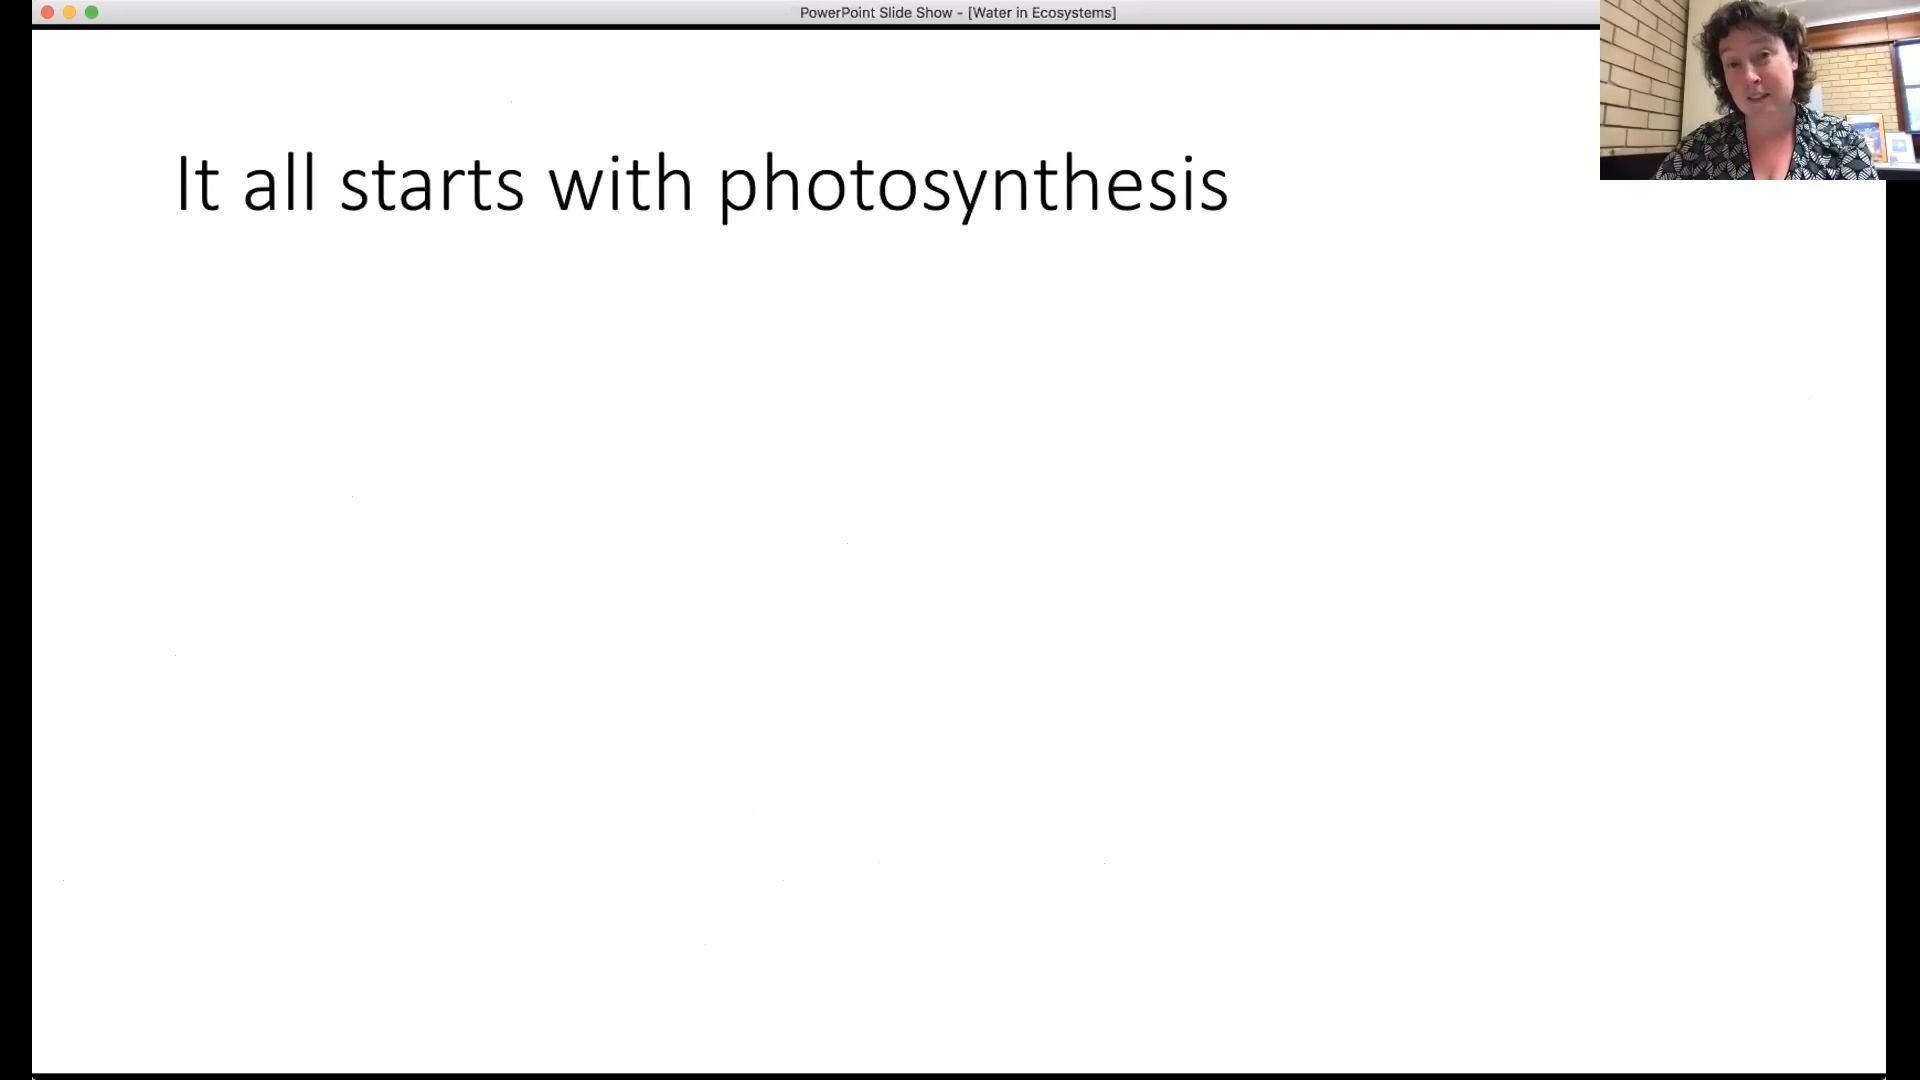 PowerPoint Slide Show - [Water in Ecosystems]
It all starts with photosynthesis